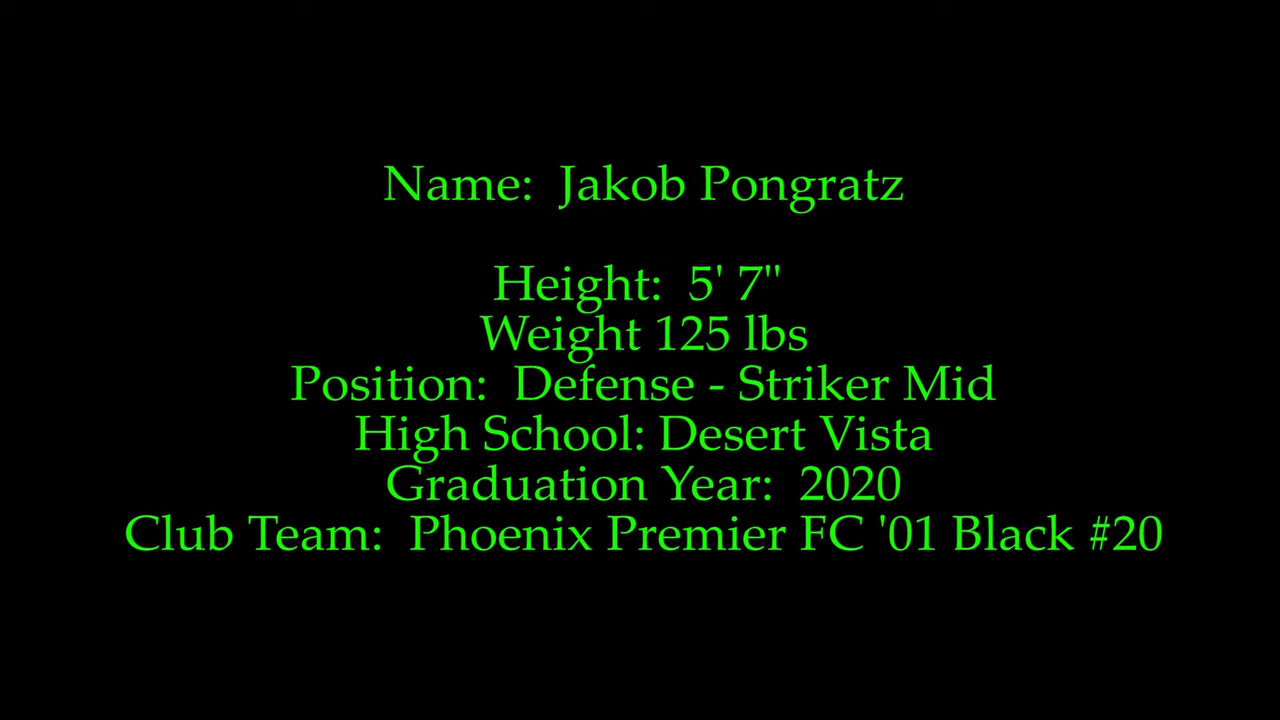 Name:  Jakob Pongratz
Height:  5' 7"
Weight 125 lbs
Position:  Defense - Striker Mid
High School: Desert Vista
Graduation Year:  2020
Club Team:  Phoenix Premier FC '01 Black #20